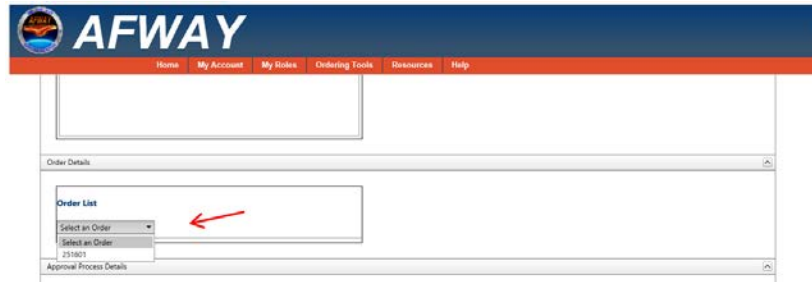 AFWAY
Home My Account My Roles Ordering Tools Resources Help
Order Details
Order List
Select an Order
Select an Order
251601
Approval Process Details